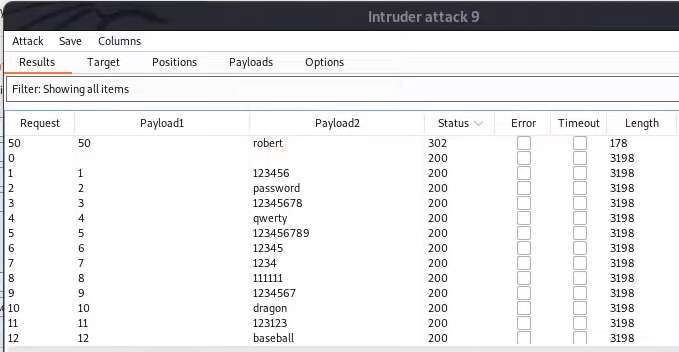 Intruder attack 9
Attack Save Columns
Results Target Positions Payloads Options
Filter: Showing all items
Request Payload1 Payload2 Status Error Timeout Length
50 50 robert 302 178
0 200 3198
1 1 123456 200 3198
2 2 password 200 3198
3 3 12345678 200 3198
4 4 qwerty 200 3198
5 5 123456789 200 3198
6 6 12345 200 3198
7 7 1234 200 3198
8 8 111111 200 3198
9 9 1234567 200 3198
10 10 dragon 200 3198
11 11 123123 200 3198
12 12 baseball 200 3198